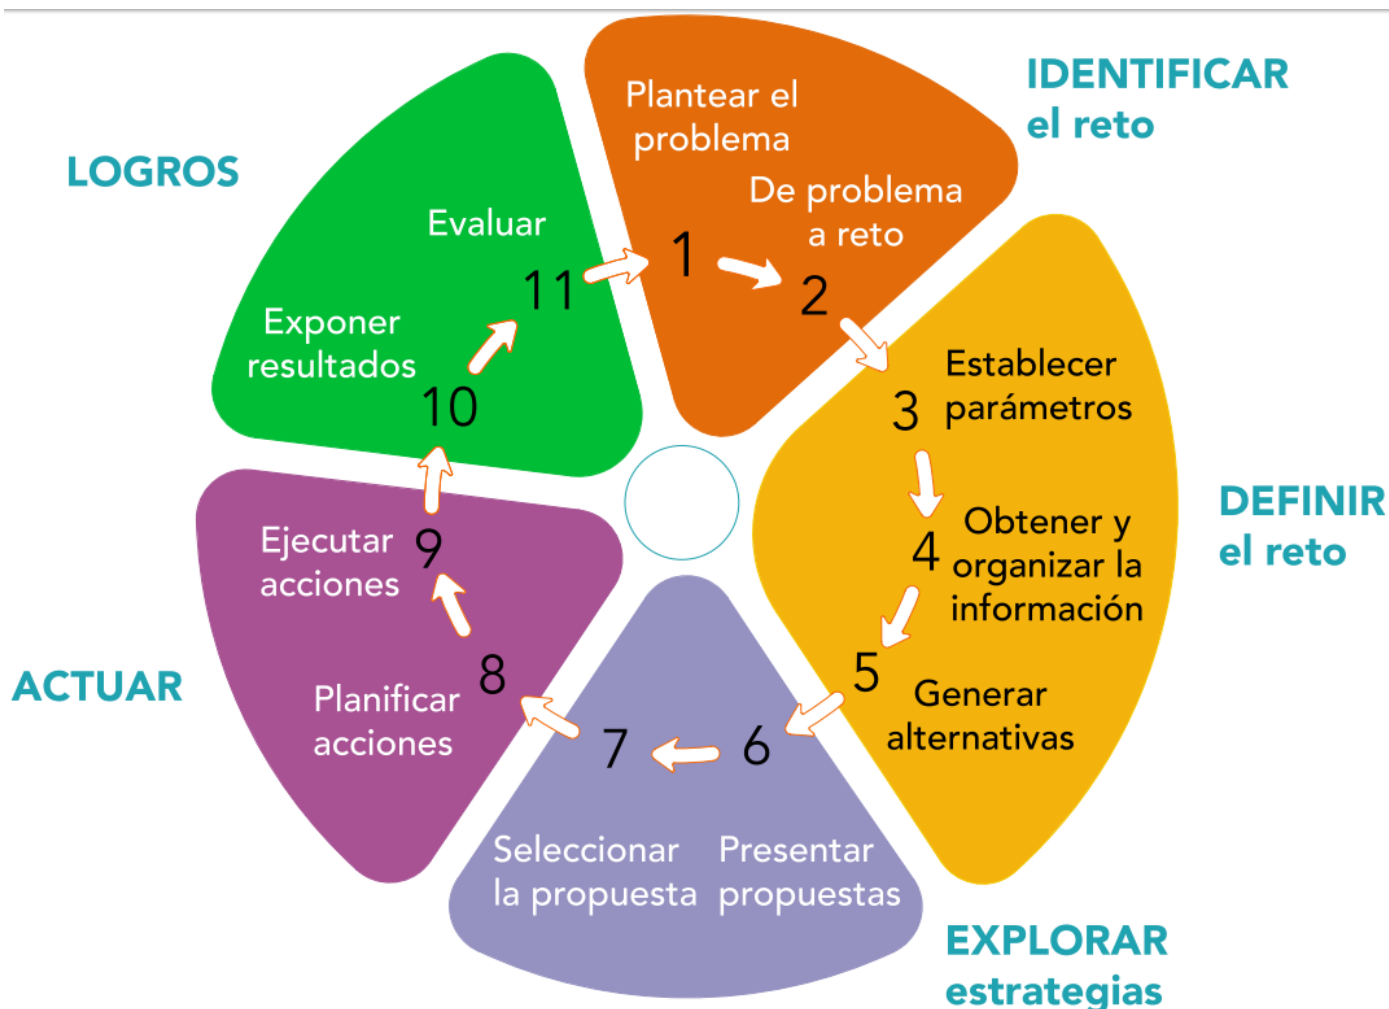 IDENTIFICAR
el reto
Plantear el
problema
De problema
a reto
1
2
DEFINIR
el reto
3
Establecer
parámetros
4
Obtener y
organizar la
información
5
Generar
alternativas
EXPLORAR
estrategias
6
Presentar
propuestas
7
Seleccionar
la propuesta
ACTUAR
8
Planificar
acciones
9
Ejecutar
acciones
LOGROS
10
Exponer
resultados
11
Evaluar